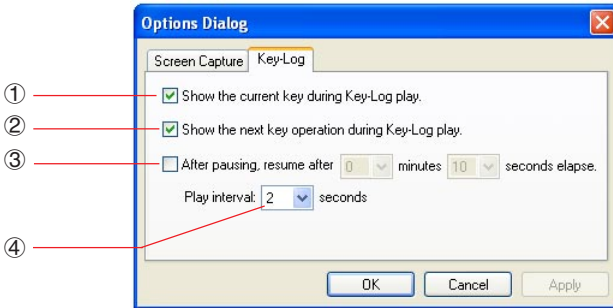 Options Dialog
Screen Capture Key-Log
① Show the current key during Key-Log play.
② Show the next key operation during Key-Log play.
③ After pausing, resume after 0 minutes 10 seconds elapse.
Play interval: 2 seconds
④
OK Cancel Apply